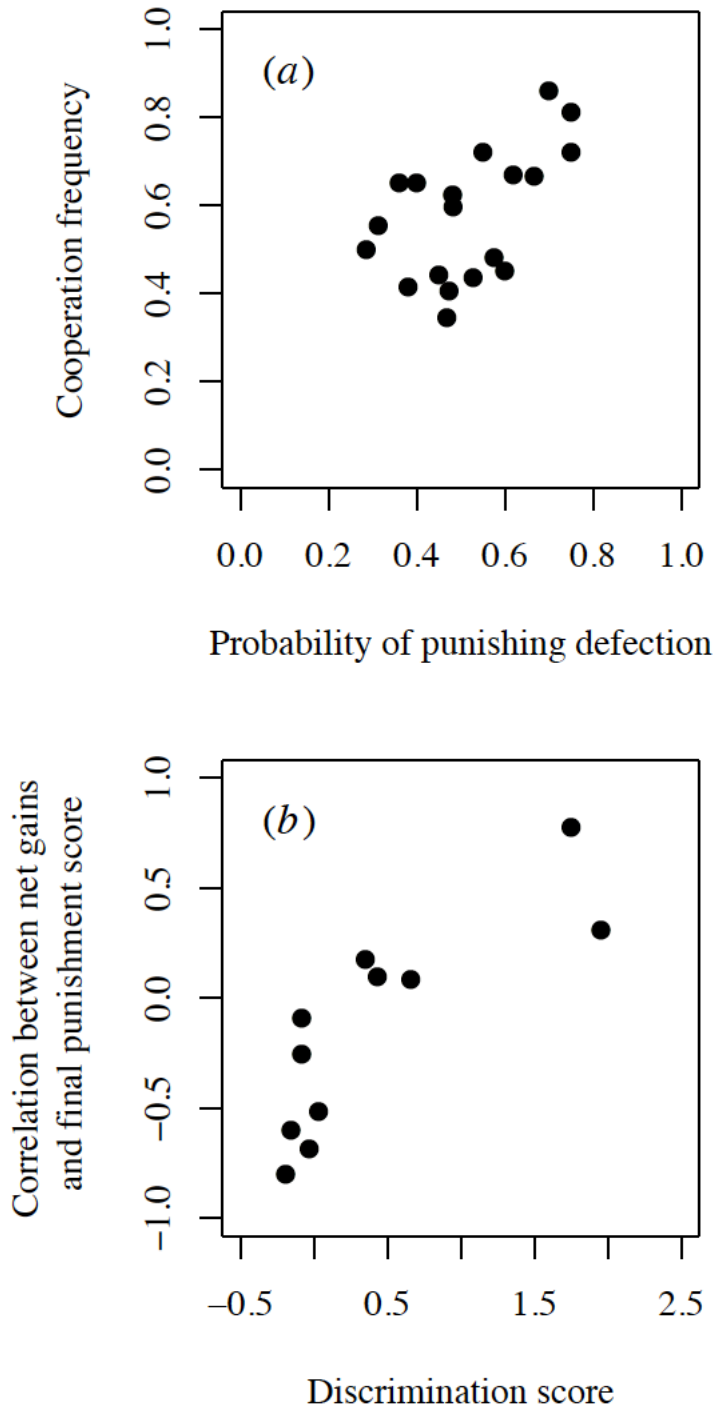 (a)
Cooperation frequency
1.0
0.8
0.6
0.4
0.2
0.0
0.0 0.2 0.4 0.6 0.8 1.0
Probability of punishing defection
(b)
Correlation between net gains
and final punishment score
1.0
0.5
0.0
–0.5
–1.0
–0.5 0.5 1.5 2.5
Discrimination score